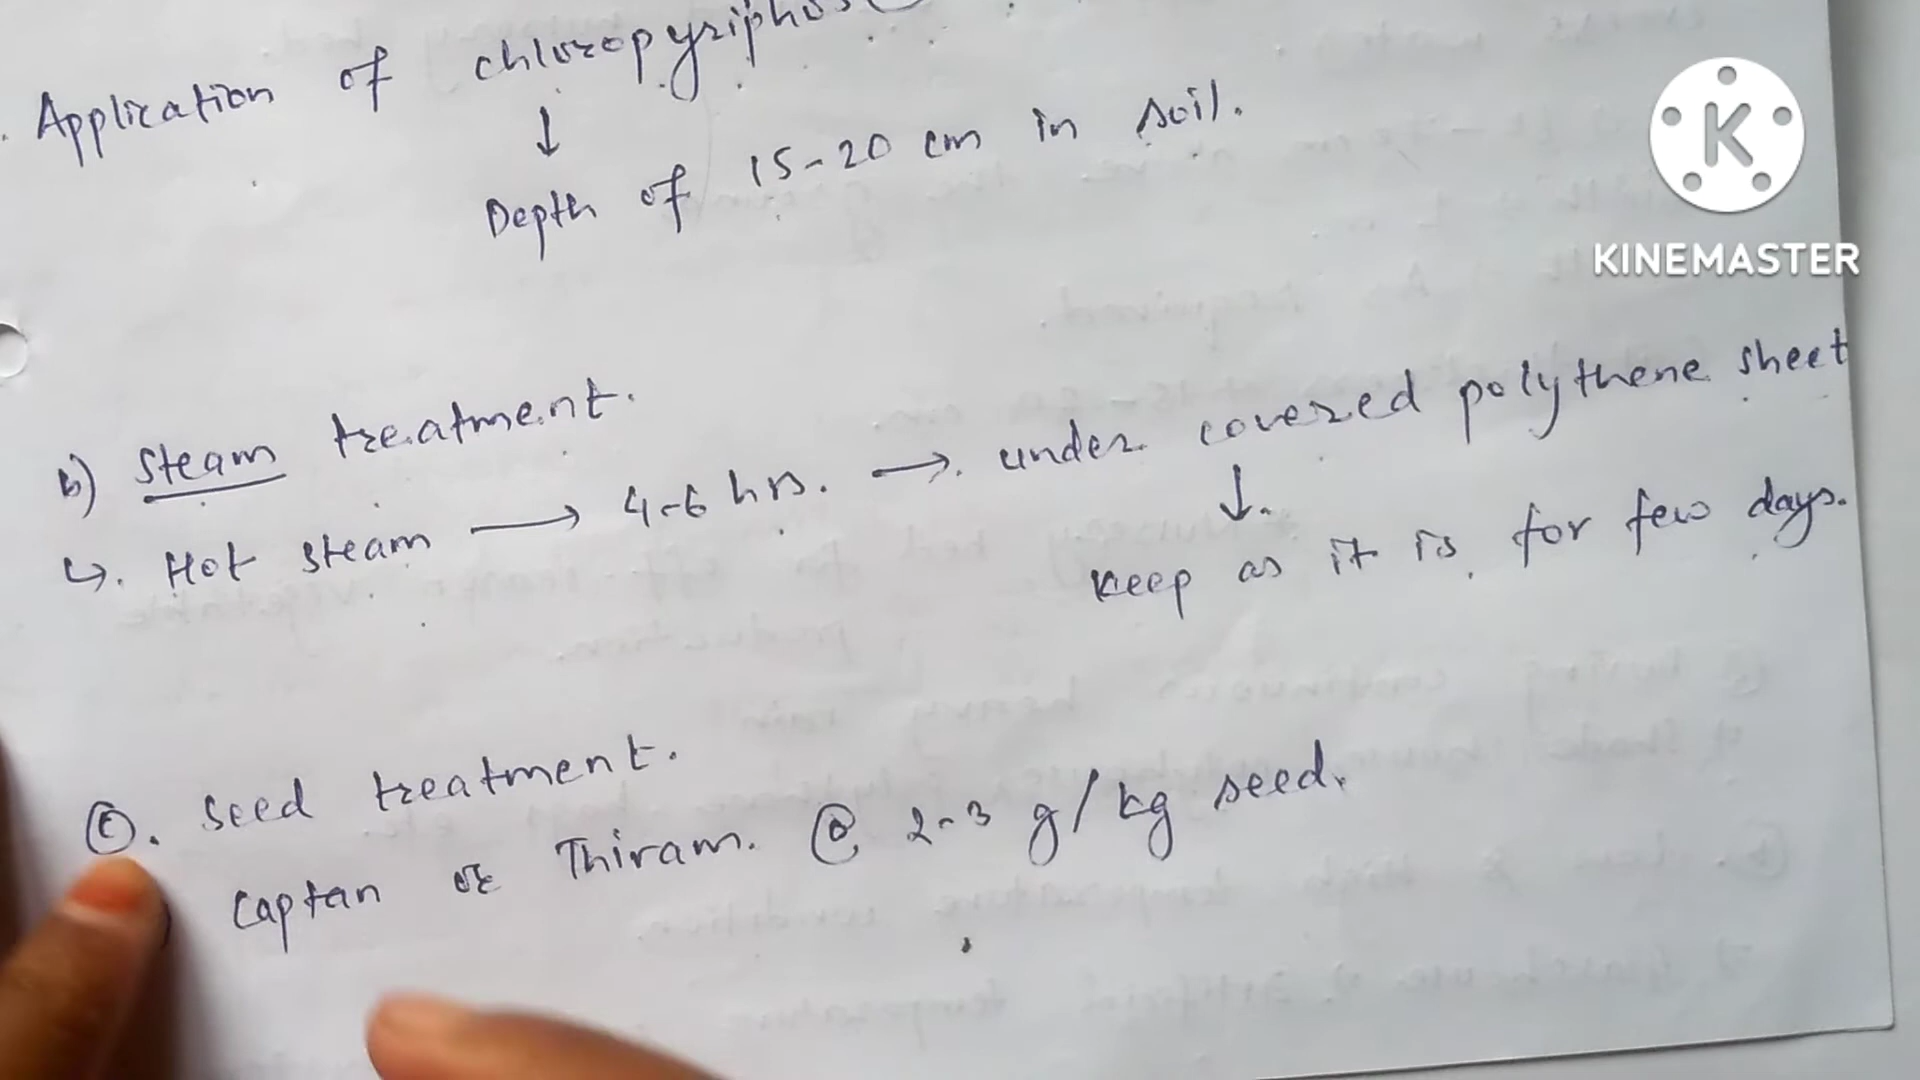 Application of chloropyriphos
↓
Depth of 15-20 cm in soil.
K
KINEMASTER
b) Steam treatment.
↳. Hot steam → 4-6 hrs. → under covered polythene sheet
↓
keep as it is for few days.
©. Seed treatment.
Captan or Thiram. @ 2-3 g/kg seed.